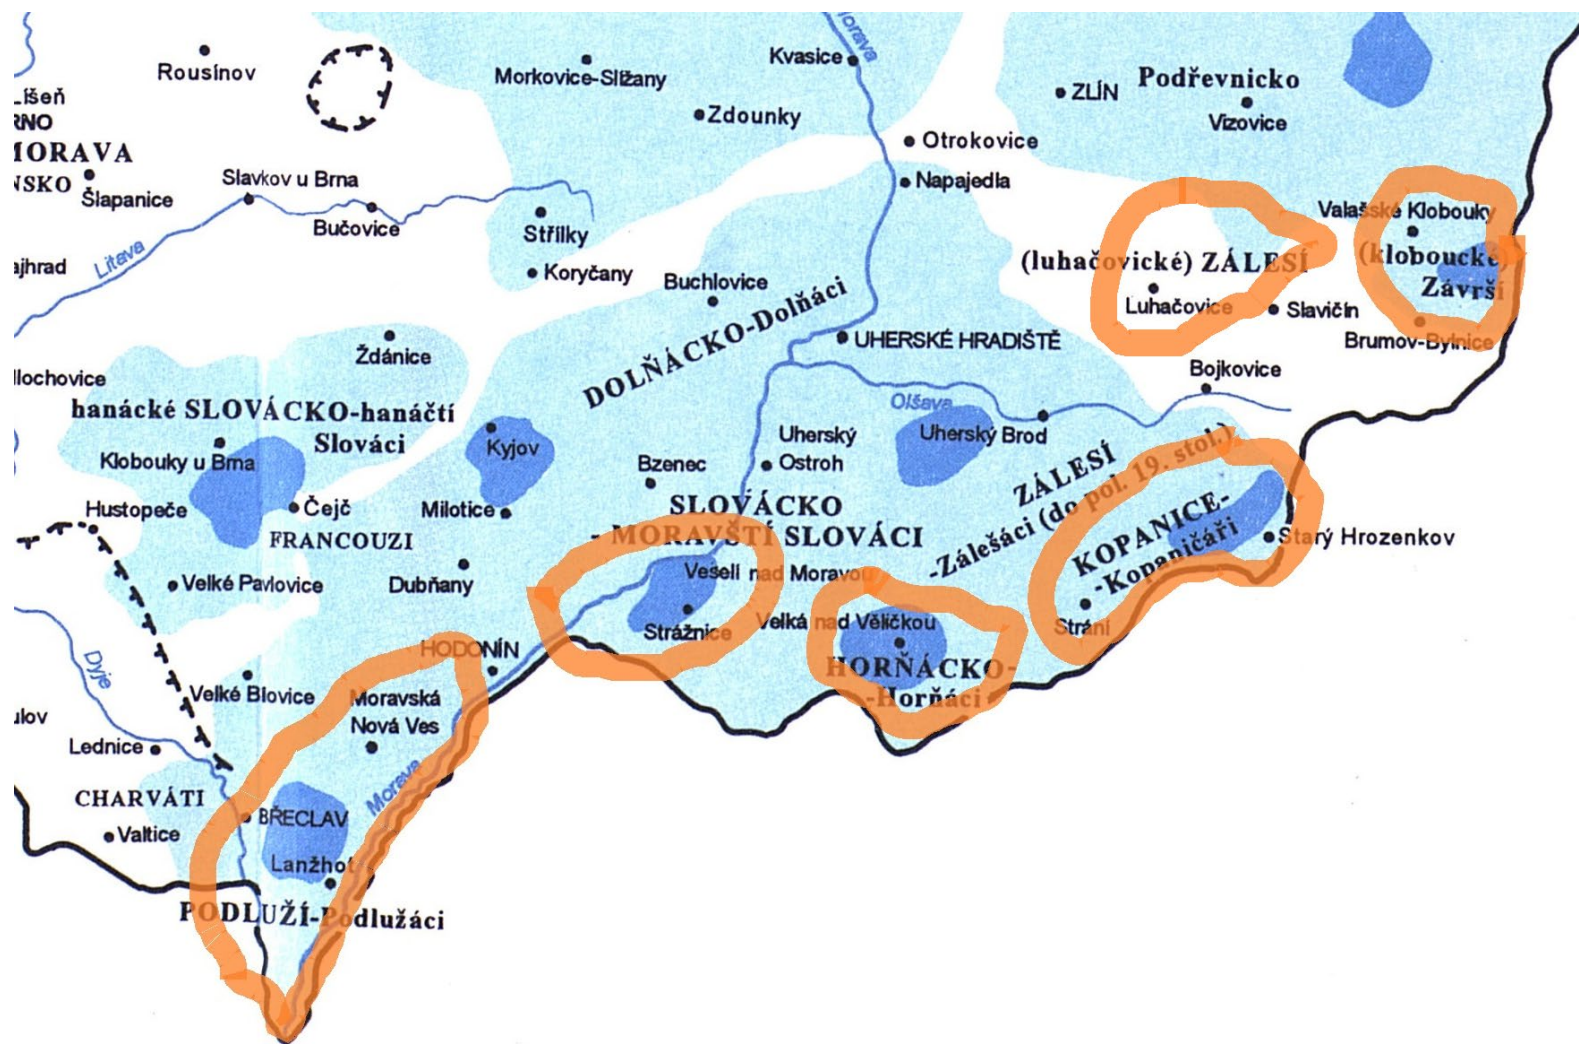 Morava
Kvasice
Rousínov
Morkovice-Slížany
Podřevnicko
ZLÍN
Vizovice
Zdounky
Otrokovice
Napajedla
Slavkov u Brna
Šlapanice
Bučovice
Střílky
Koryčany
Litava
Valašské Klobouky
(luhačovické) ZÁLESÍ
(kloboucké)
Závrší
Luhačovice
Slavičín
Brumov-Bylnice
Buchlovice
DOLŇÁCKO-Dolňáci
UHERSKÉ HRADIŠTĚ
Ždánice
Bojkovice
Olšava
hanácké SLOVÁCKO-hanáčtí
Slováci
Kyjov
Uherský
Ostroh
Uherský Brod
Klobouky u Brna
Bzenec
ZÁLESÍ
-Zálešáci (do pol. 19. stol.)
Hustopeče
Čejč
Milotice
SLOVÁCKO
- MORAVŠTÍ SLOVÁCI
FRANCOUZI
KOPANICE-
-Kopaničáři
Starý Hrozenkov
Velké Pavlovice
Dubňany
Veselí nad Moravou
Strážnice
Velká nad Věličkou
Strání
HODONÍN
HORŇÁCKO-
-Horňáci
Dyje
Velké Bílovice
Moravská
Nová Ves
Lednice
Morava
CHARVÁTI
Valtice
BŘECLAV
Lanžhot
PODLUŽÍ-Podlužáci